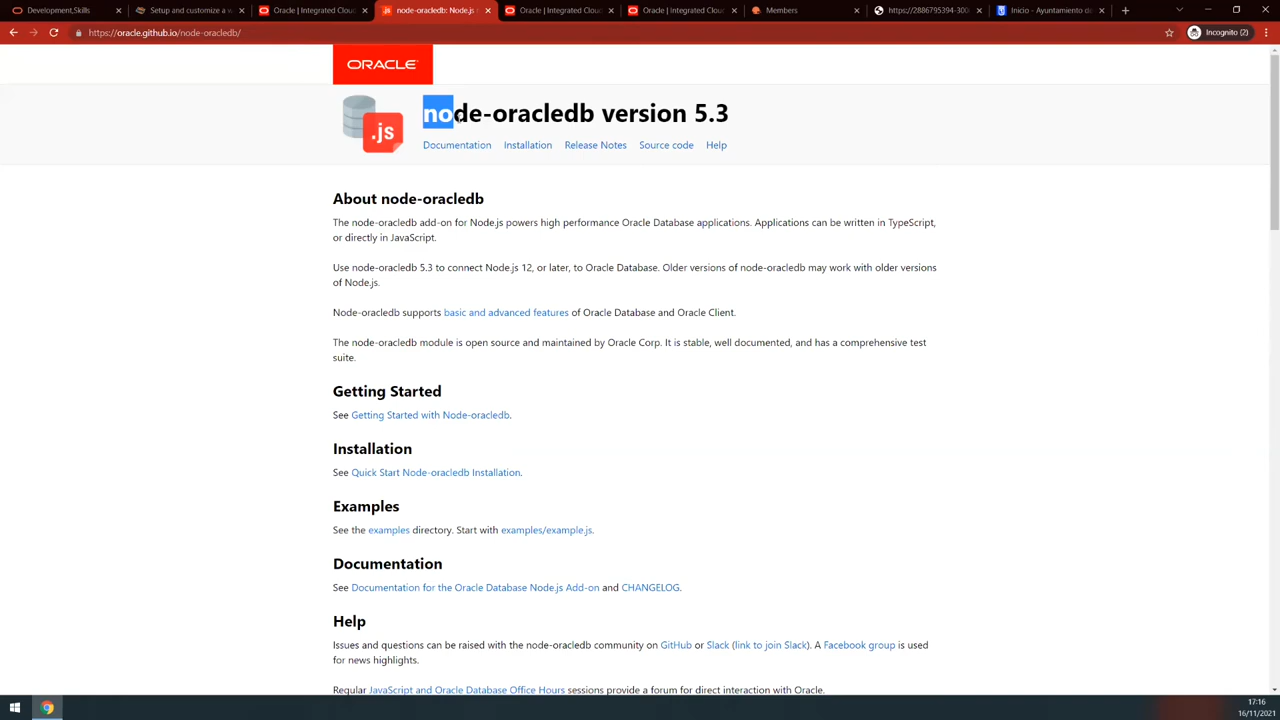 Development,Skills
Setup and customize a w
Oracle | Integrated Cloud
node-oracledb: Node.js
Oracle | Integrated Cloud
Oracle | Integrated Cloud
Members
https://2886795394-300
Inicio - Ayuntamiento d
https://oracle.github.io/node-oracledb/
Incognito (2)
ORACLE
.js
node-oracledb version 5.3
Documentation Installation Release Notes Source code Help
About node-oracledb
The node-oracledb add-on for Node.js powers high performance Oracle Database applications. Applications can be written in TypeScript,
or directly in JavaScript.
Use node-oracledb 5.3 to connect Node.js 12, or later, to Oracle Database. Older versions of node-oracledb may work with older versions
of Node.js.
Node-oracledb supports basic and advanced features of Oracle Database and Oracle Client.
The node-oracledb module is open source and maintained by Oracle Corp. It is stable, well documented, and has a comprehensive test
suite.
Getting Started
See Getting Started with Node-oracledb.
Installation
See Quick Start Node-oracledb Installation.
Examples
See the examples directory. Start with examples/example.js.
Documentation
See Documentation for the Oracle Database Node.js Add-on and CHANGELOG.
Help
Issues and questions can be raised with the node-oracledb community on GitHub or Slack (link to join Slack). A Facebook group is used
for news highlights.
Regular JavaScript and Oracle Database Office Hours sessions provide a forum for direct interaction with Oracle.
17:16
16/11/2021